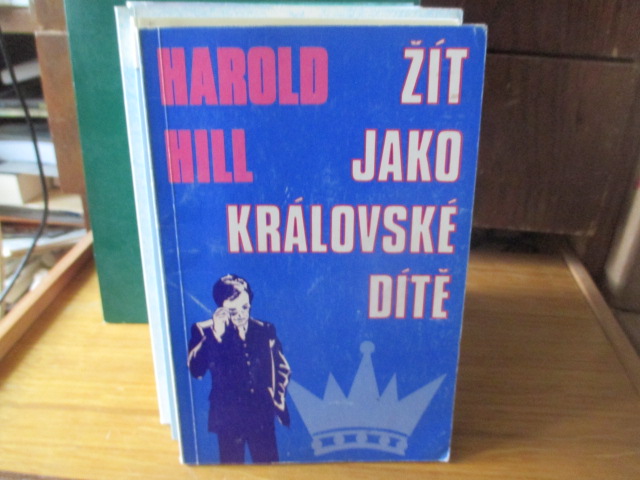 HAROLD
HILL
ŽÍT
JAKO
KRÁLOVSKÉ
DÍTĚ